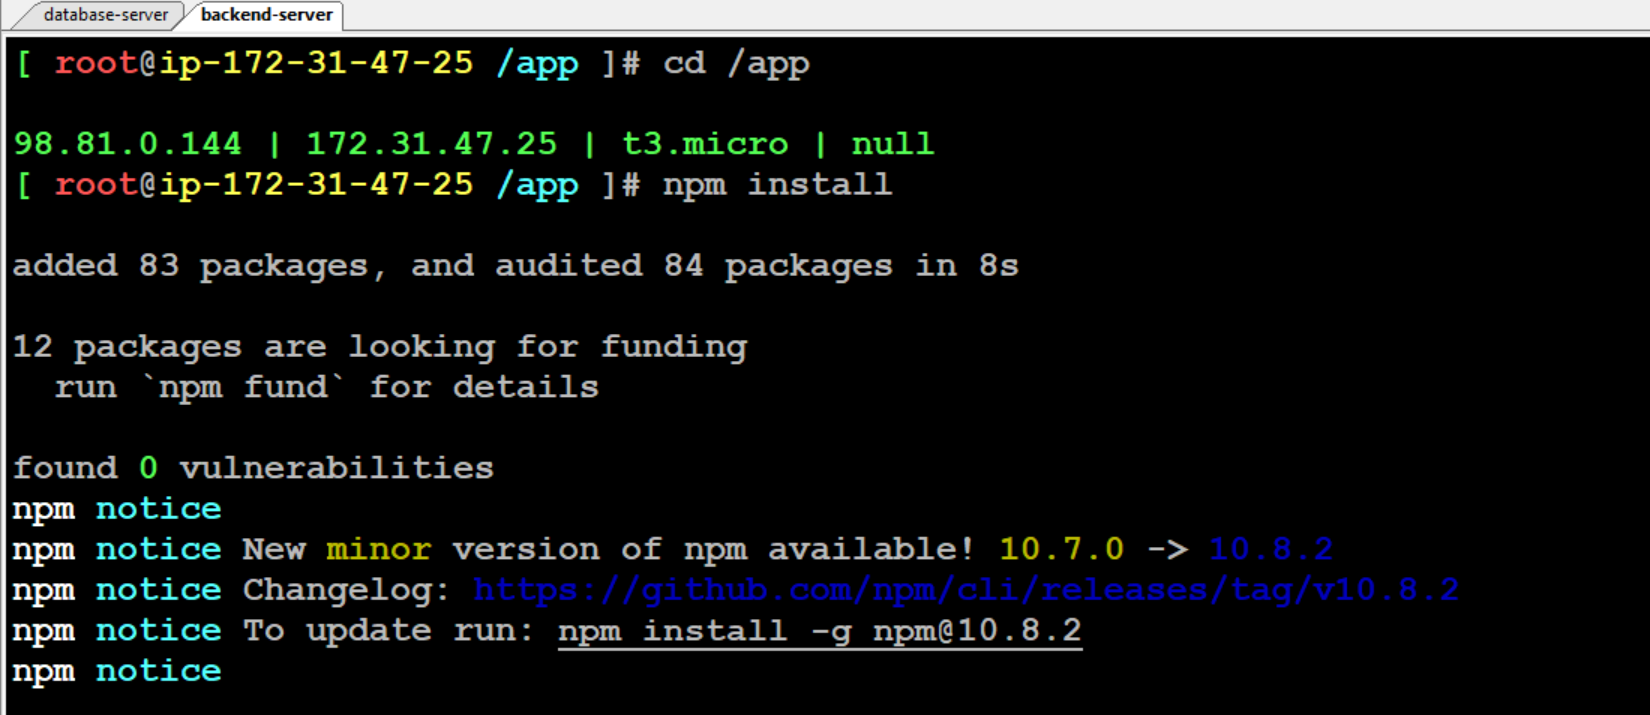 database-server
backend-server
[ root@ip-172-31-47-25 /app ]# cd /app
98.81.0.144 | 172.31.47.25 | t3.micro | null
[ root@ip-172-31-47-25 /app ]# npm install
added 83 packages, and audited 84 packages in 8s
12 packages are looking for funding
  run `npm fund` for details
found 0 vulnerabilities
npm notice
npm notice New minor version of npm available! 10.7.0 -> 10.8.2
npm notice Changelog: https://github.com/npm/cli/releases/tag/v10.8.2
npm notice To update run: npm install -g npm@10.8.2
npm notice